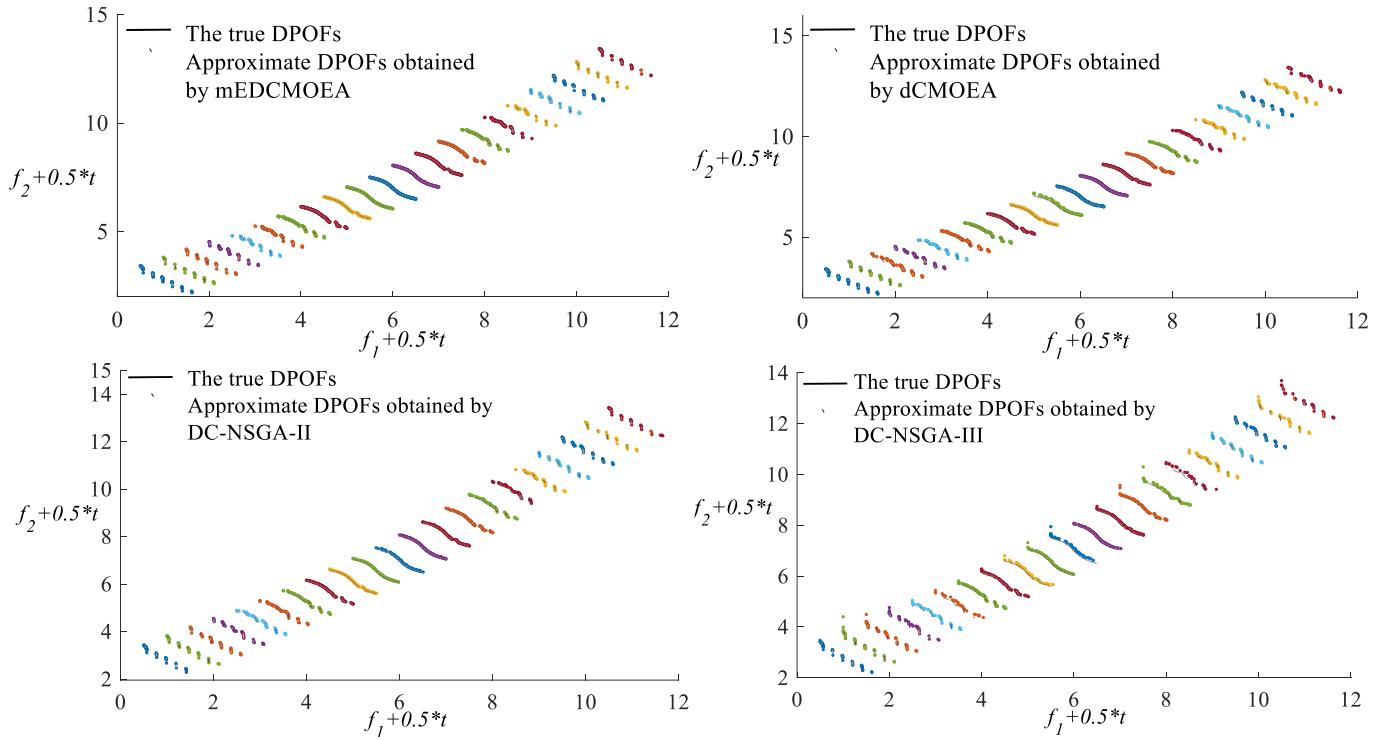 15
The true DPOFs
Approximate DPOFs obtained
by mEDCMOEA
10
f2+0.5*t
5
0 2 4 6 8 10 12
f1+0.5*t
15
The true DPOFs
Approximate DPOFs obtained
by dCMOEA
10
f2+0.5*t
5
0 2 4 6 8 10 12
f1+0.5*t
15
14
The true DPOFs
Approximate DPOFs obtained by
DC-NSGA-II
12
10
f2+0.5*t
8
6
4
2
0 2 4 6 8 10 12
f1+0.5*t
14
The true DPOFs
Approximate DPOFs obtained by
DC-NSGA-III
12
10
f2+0.5*t
8
6
4
2
0 2 4 6 8 10 12
f1+0.5*t